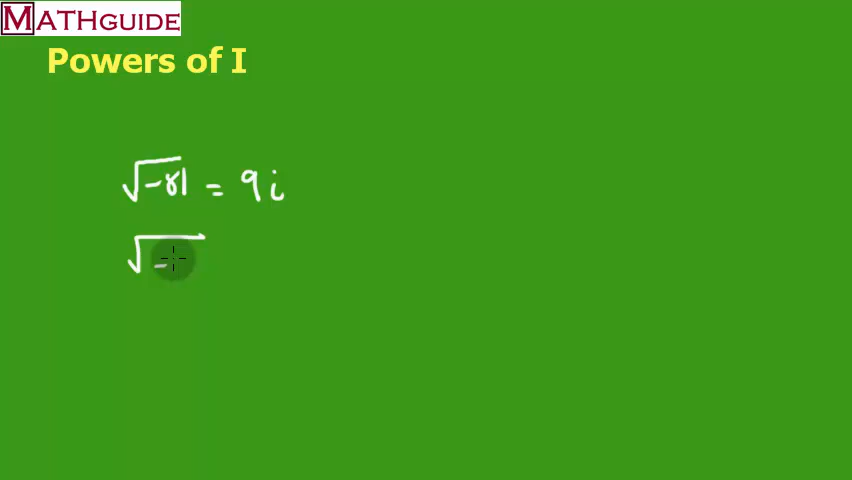 MATHGUIDE
Powers of I
√-81 = 9i
√-